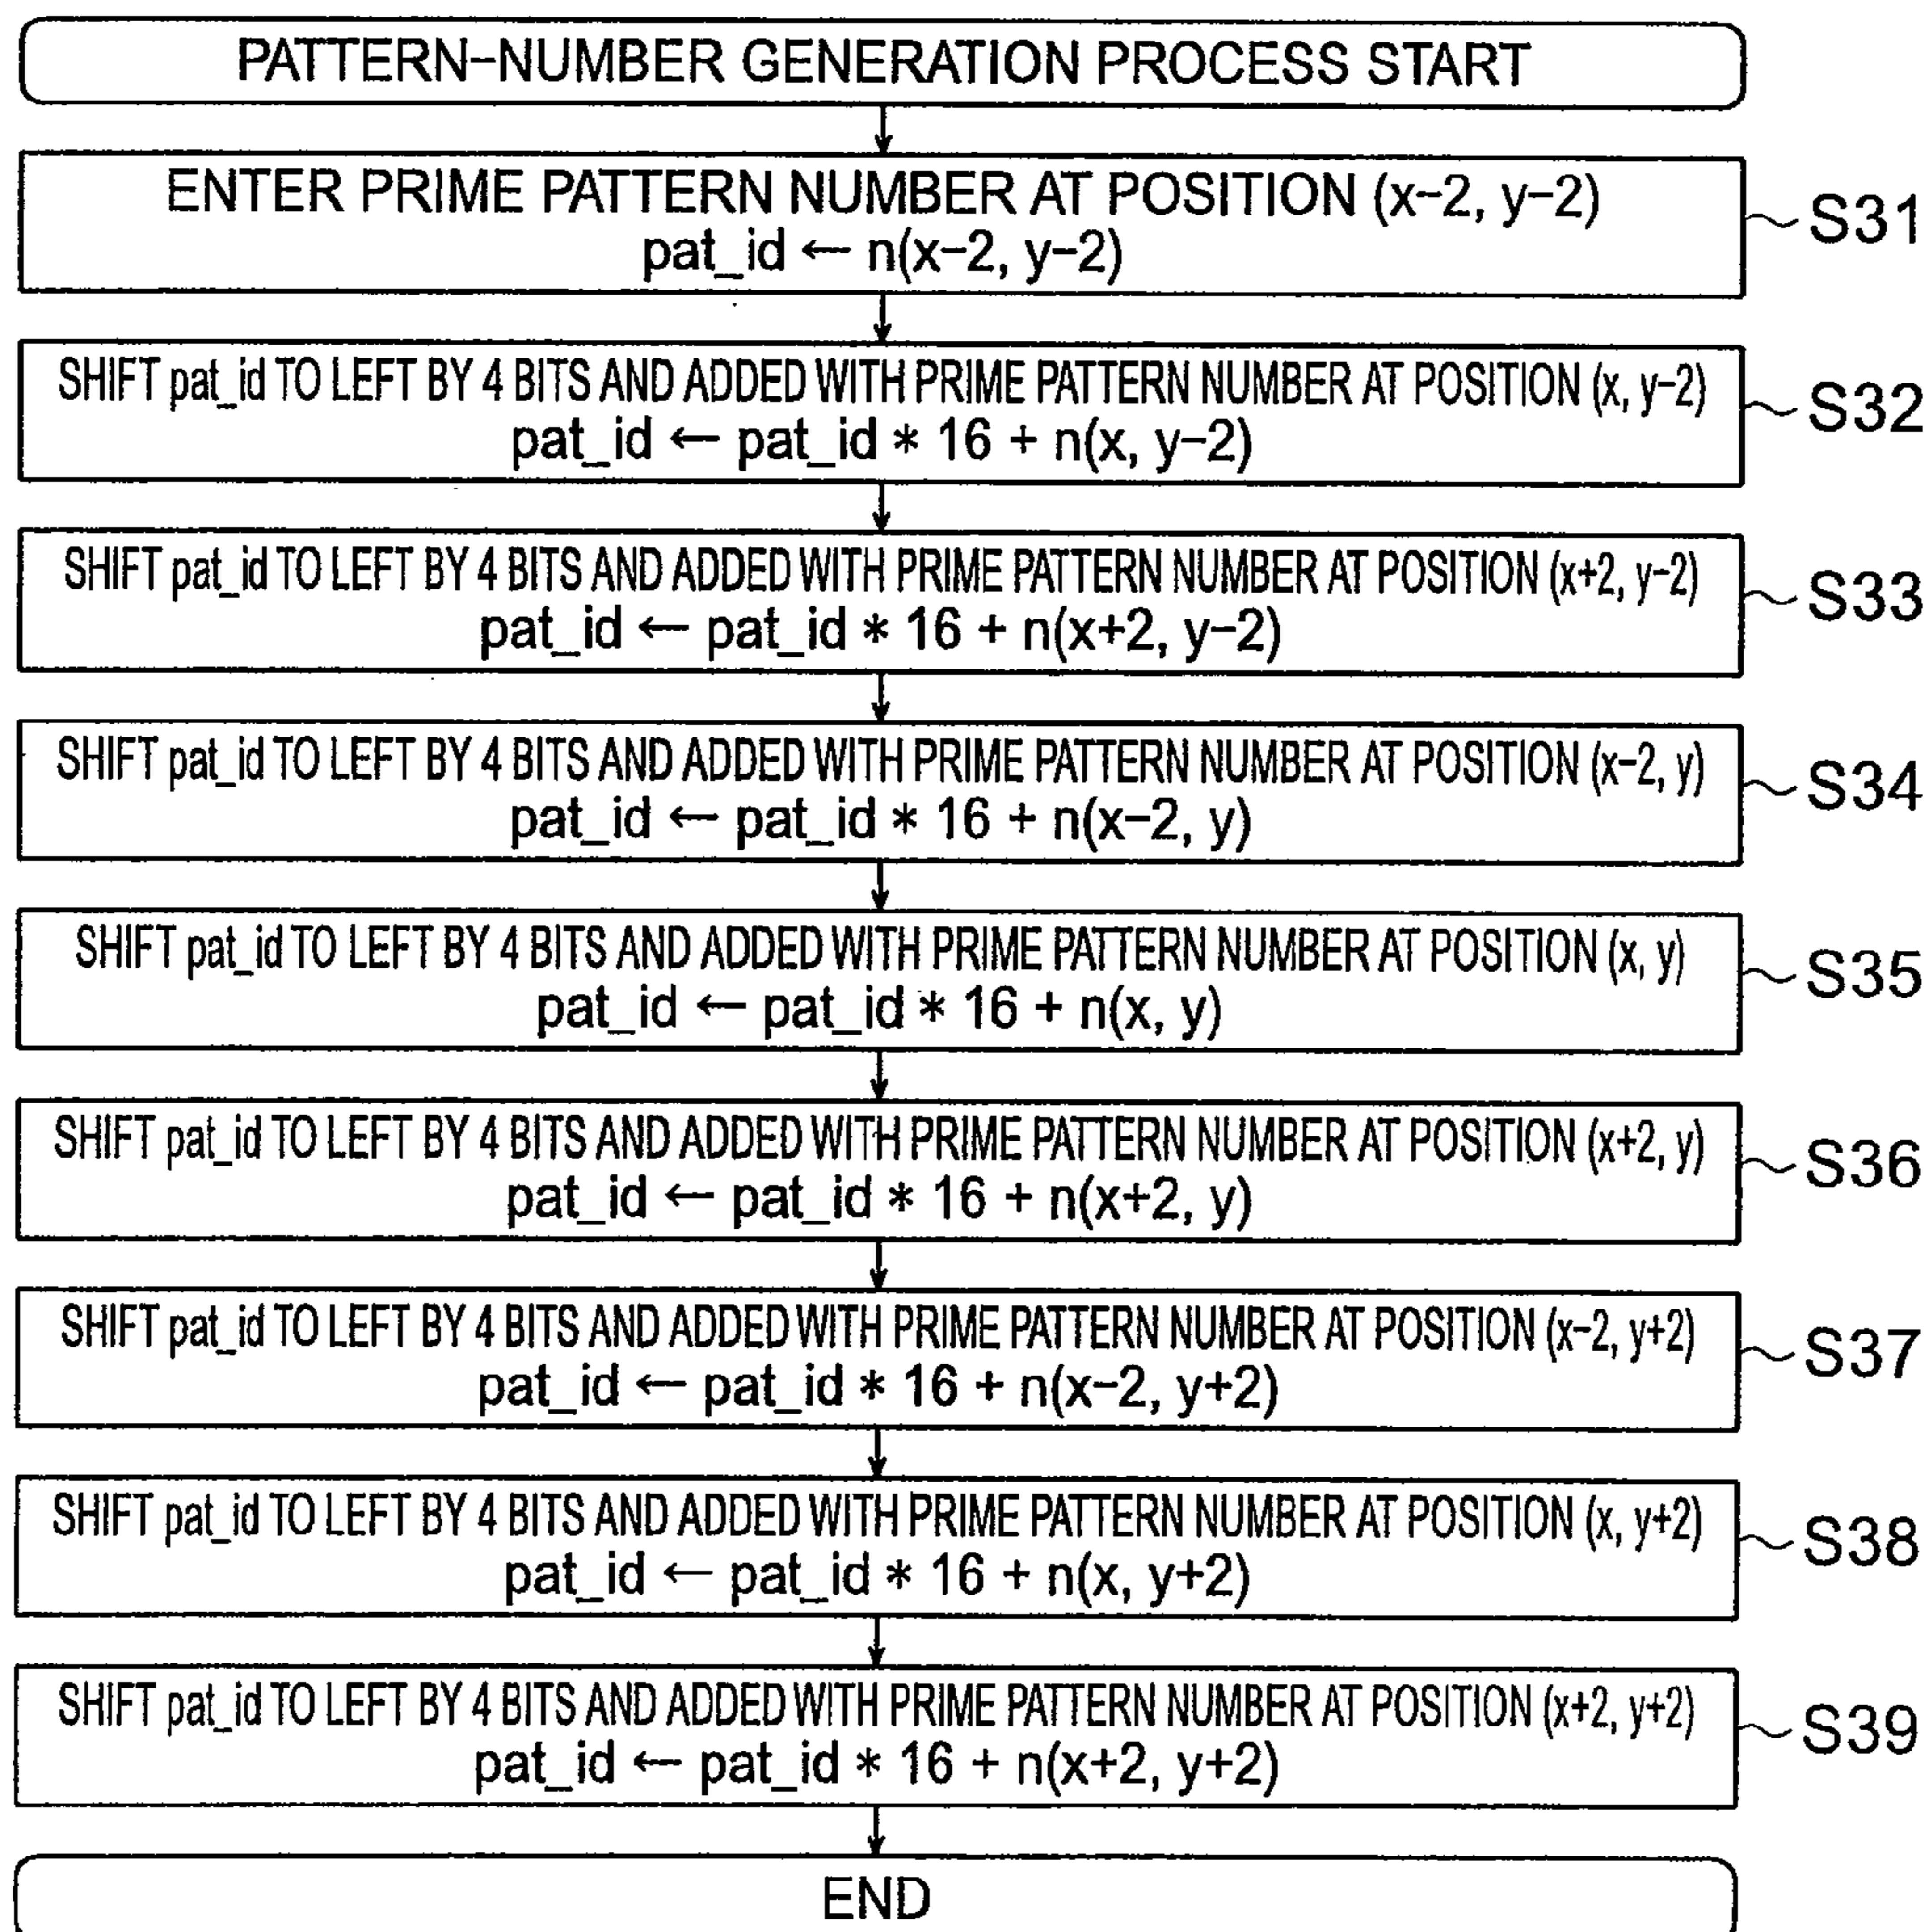 PATTERN-NUMBER GENERATION PROCESS START
ENTER PRIME PATTERN NUMBER AT POSITION (x-2, y-2)
pat_id ← n(x-2, y-2)
S31
SHIFT pat_id TO LEFT BY 4 BITS AND ADDED WITH PRIME PATTERN NUMBER AT POSITION (x, y-2)
pat_id ← pat_id * 16 + n(x, y-2)
S32
SHIFT pat_id TO LEFT BY 4 BITS AND ADDED WITH PRIME PATTERN NUMBER AT POSITION (x+2, y-2)
pat_id ← pat_id * 16 + n(x+2, y-2)
S33
SHIFT pat_id TO LEFT BY 4 BITS AND ADDED WITH PRIME PATTERN NUMBER AT POSITION (x-2, y)
pat_id ← pat_id * 16 + n(x-2, y)
S34
SHIFT pat_id TO LEFT BY 4 BITS AND ADDED WITH PRIME PATTERN NUMBER AT POSITION (x, y)
pat_id ← pat_id * 16 + n(x, y)
S35
SHIFT pat_id TO LEFT BY 4 BITS AND ADDED WITH PRIME PATTERN NUMBER AT POSITION (x+2, y)
pat_id ← pat_id * 16 + n(x+2, y)
S36
SHIFT pat_id TO LEFT BY 4 BITS AND ADDED WITH PRIME PATTERN NUMBER AT POSITION (x-2, y+2)
pat_id ← pat_id * 16 + n(x-2, y+2)
S37
SHIFT pat_id TO LEFT BY 4 BITS AND ADDED WITH PRIME PATTERN NUMBER AT POSITION (x, y+2)
pat_id ← pat_id * 16 + n(x, y+2)
S38
SHIFT pat_id TO LEFT BY 4 BITS AND ADDED WITH PRIME PATTERN NUMBER AT POSITION (x+2, y+2)
pat_id ← pat_id * 16 + n(x+2, y+2)
S39
END